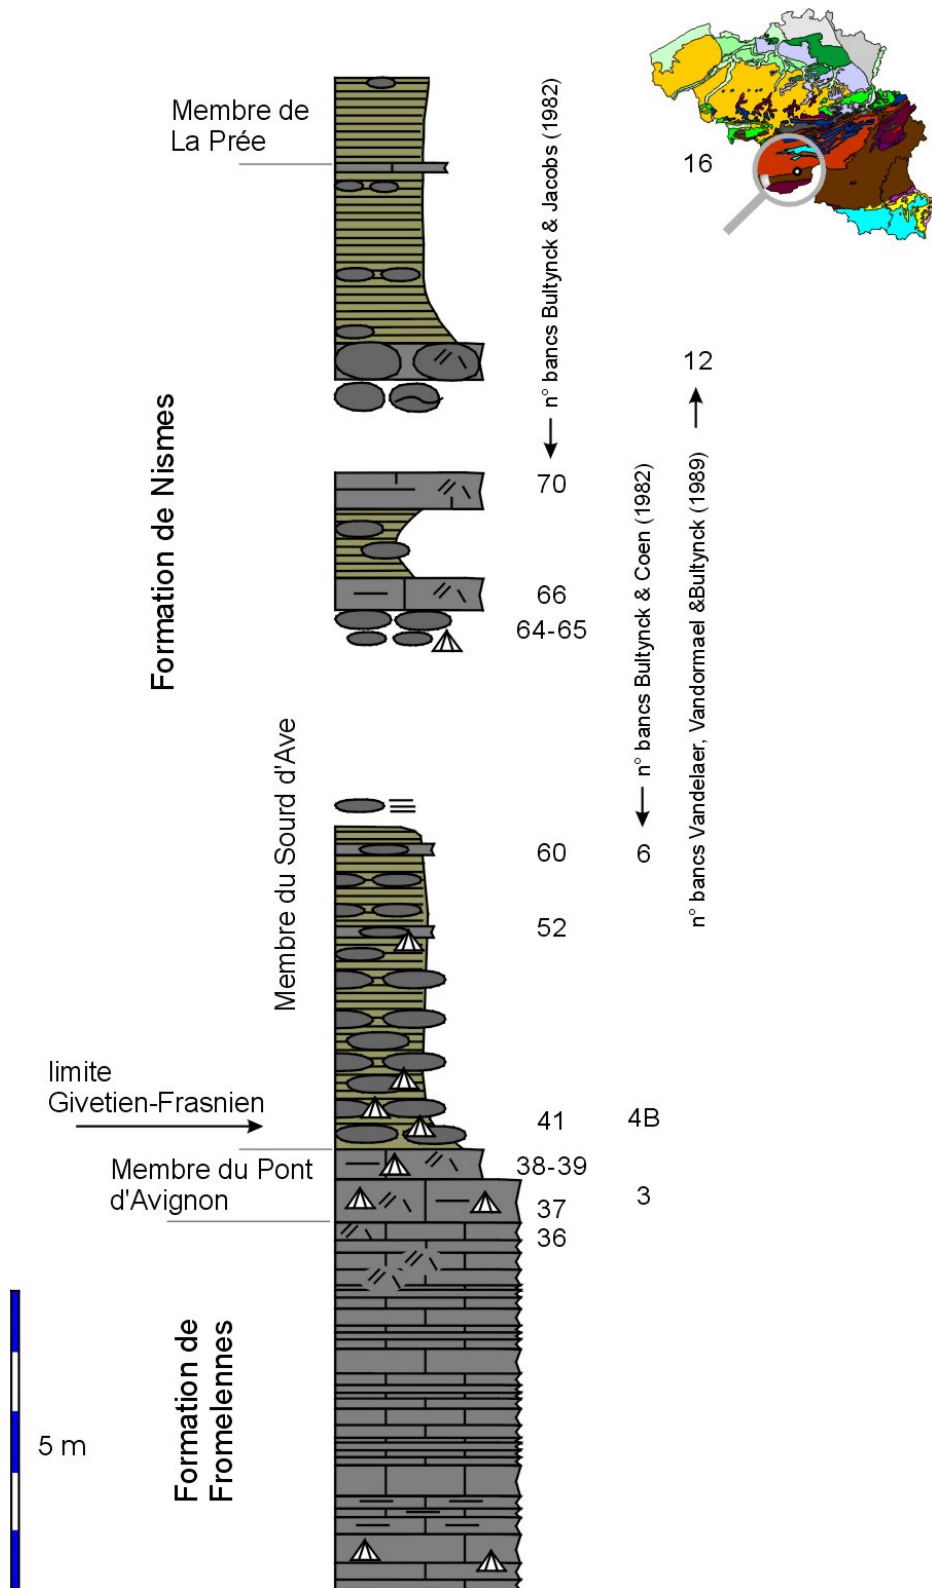 Membre de
La Prée
n° bancs Bultynck & Jacobs (1982)
16
12
Formation de Nismes
70
66
64-65
n° bancs Bultynck & Coen (1982)
n° bancs Vandelaer, Vandormael &Bultynck (1989)
Membre du Sourd d'Ave
60
6
52
limite
Givetien-Frasnien
41
4B
Membre du Pont
d'Avignon
38-39
3
37
36
Formation de
Fromelennes
5 m